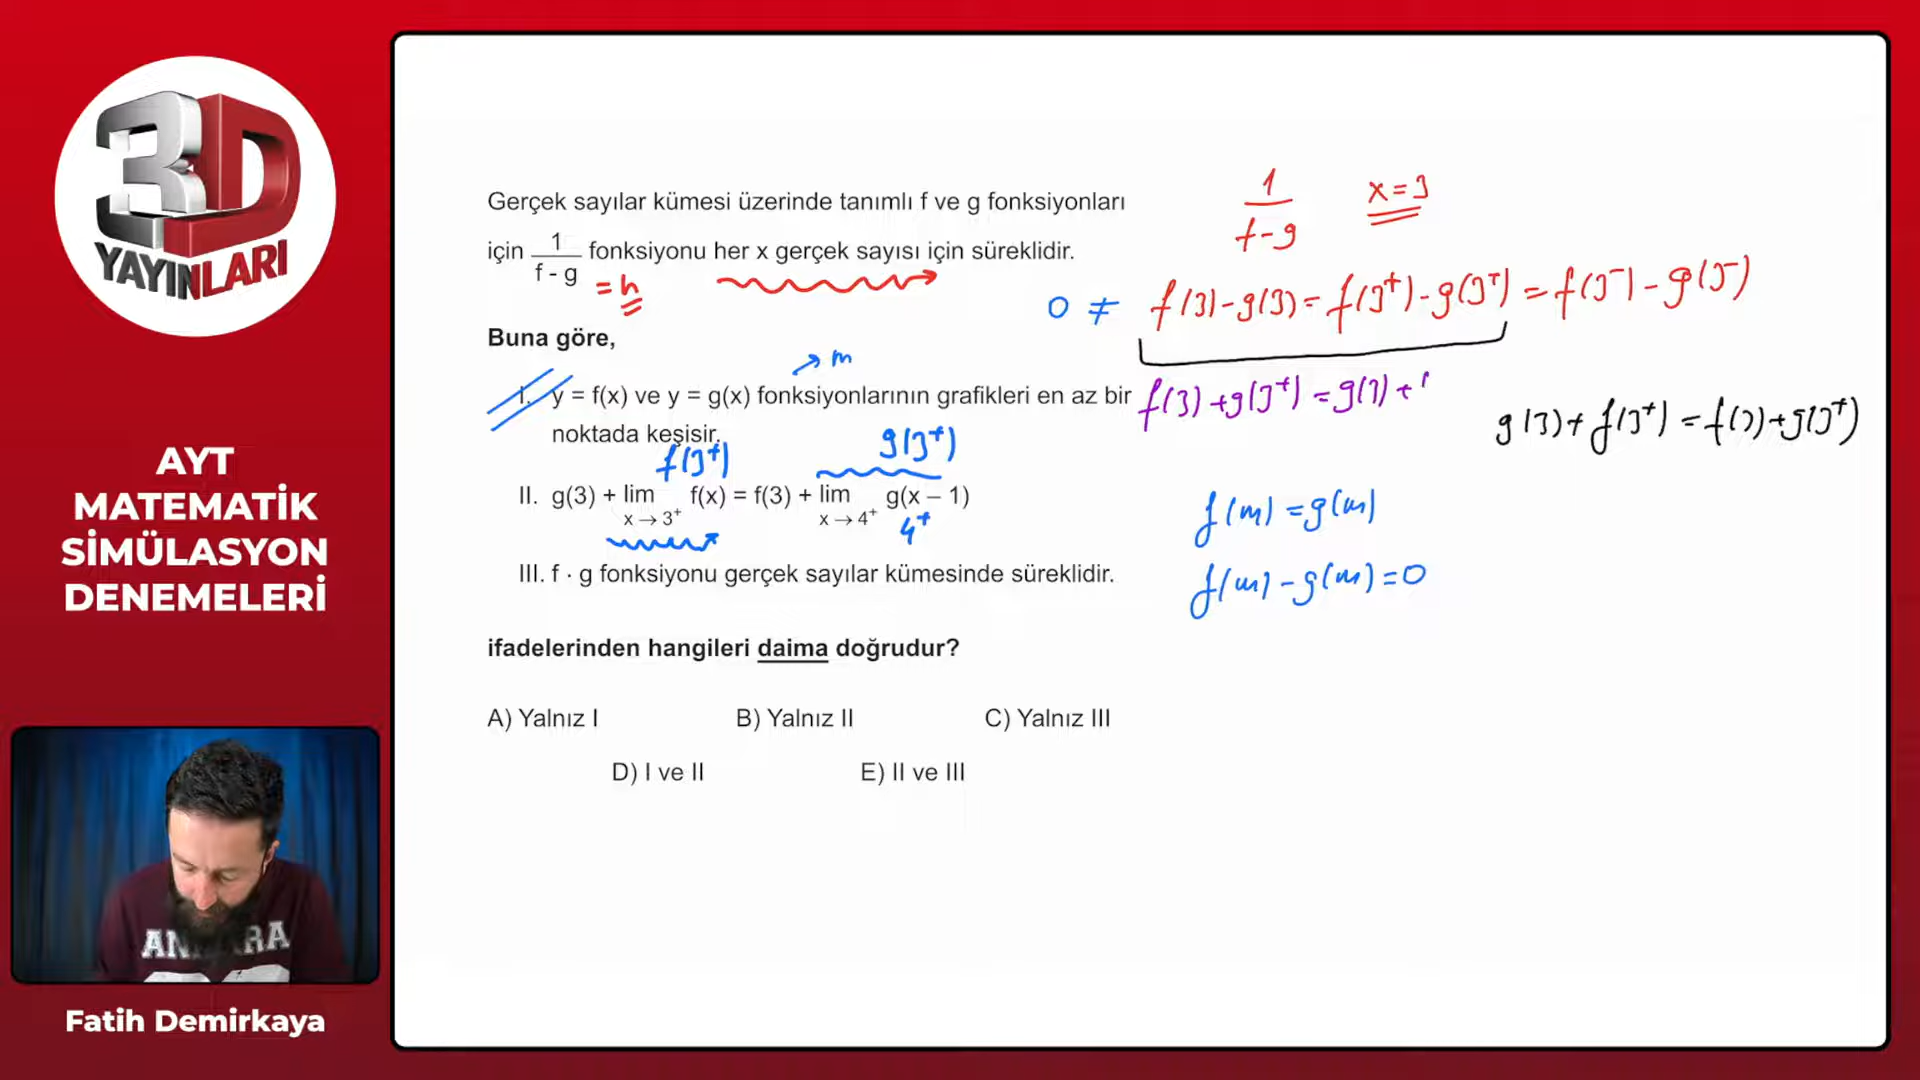 3D
YAYINLARI
AYT
MATEMATİK
SİMÜLASYON
DENEMELERİ
Fatih Demirkaya
Gerçek sayılar kümesi üzerinde tanımlı f ve g fonksiyonları
için 1/(f - g) fonksiyonu her x gerçek sayısı için süreklidir.
= h
Buna göre,
→ m
I. y = f(x) ve y = g(x) fonksiyonlarının grafikleri en az bir
noktada kesişir.
f(3⁺) g(3⁺)
II. g(3) + lim x → 3⁺ f(x) = f(3) + lim x → 4⁺ g(x – 1)
4⁺
III. f · g fonksiyonu gerçek sayılar kümesinde süreklidir.
ifadelerinden hangileri daima doğrudur?
A) Yalnız I B) Yalnız II C) Yalnız III
D) I ve II E) II ve III
1/(f-g) x=3
0 ≠ f(3)-g(3)=f(3⁺)-g(3⁺)=f(3⁻)-g(3⁻)
f(3)+g(3⁺)=g(3)+
g(3)+f(3⁺)=f(3)+g(3⁺)
f(m)=g(m)
f(m)-g(m)=0